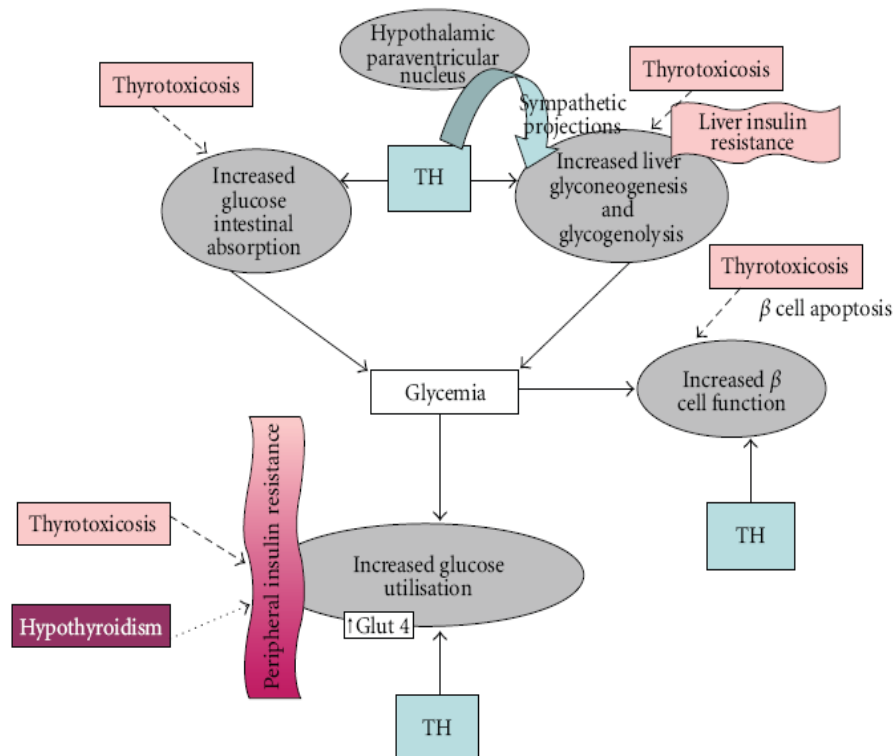 Hypothalamic
paraventricular
nucleus
Thyrotoxicosis
Thyrotoxicosis
Sympathetic
projections
Liver insulin
resistance
TH
Increased
glucose
intestinal
absorption
Increased liver
glyconeogenesis
and
glycogenolysis
Thyrotoxicosis
β cell apoptosis
Glycemia
Increased β
cell function
Peripheral insulin resistance
Thyrotoxicosis
TH
Increased glucose
utilisation
Hypothyroidism
↑Glut 4
TH